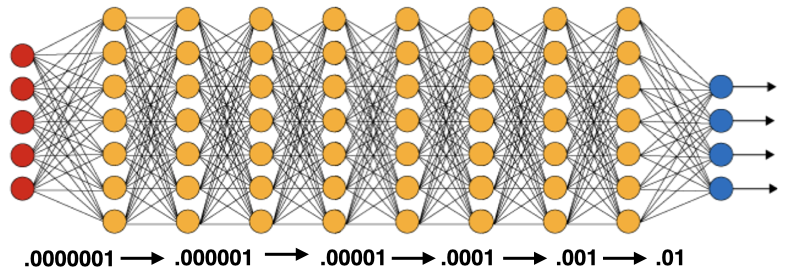 .0000001 → .000001 → .00001 → .0001 → .001 → .01